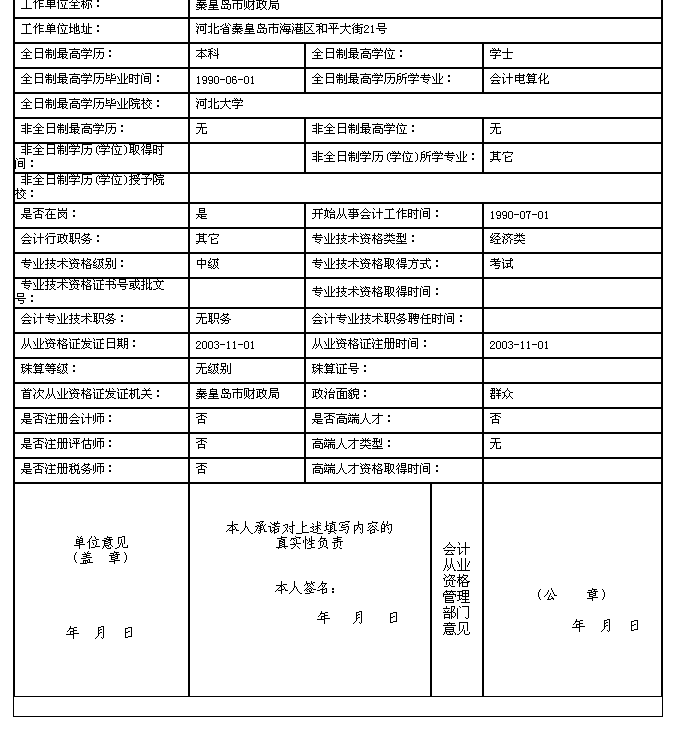 工作单位全称： 秦皇岛市财政局
工作单位地址： 河北省秦皇岛市海港区和平大街21号
全日制最高学历： 本科 全日制最高学位： 学士
全日制最高学历毕业时间： 1990-06-01 全日制最高学历所学专业： 会计电算化
全日制最高学历毕业院校： 河北大学
非全日制最高学历： 无 非全日制最高学位： 无
非全日制学历(学位)取得时
间： 非全日制学历(学位)所学专业： 其它
非全日制学历(学位)授予院
校：
是否在岗： 是 开始从事会计工作时间： 1990-07-01
会计行政职务： 其它 专业技术资格类型： 经济类
专业技术资格级别： 中级 专业技术资格取得方式： 考试
专业技术资格证书号或批文
号： 专业技术资格取得时间：
会计专业技术职务： 无职务 会计专业技术职务聘任时间：
从业资格证发证日期： 2003-11-01 从业资格证注册时间： 2003-11-01
珠算等级： 无级别 珠算证号：
首次从业资格证发证机关： 秦皇岛市财政局 政治面貌： 群众
是否注册会计师： 否 是否高端人才： 否
是否注册评估师： 否 高端人才类型： 无
是否注册税务师： 否 高端人才资格取得时间：
单位意见
(盖 章)
年 月 日
本人承诺对上述填写内容的
真实性负责
本人签名：
年 月 日
会计
从业
资格
管理
部门
意见
(公 章)
年 月 日